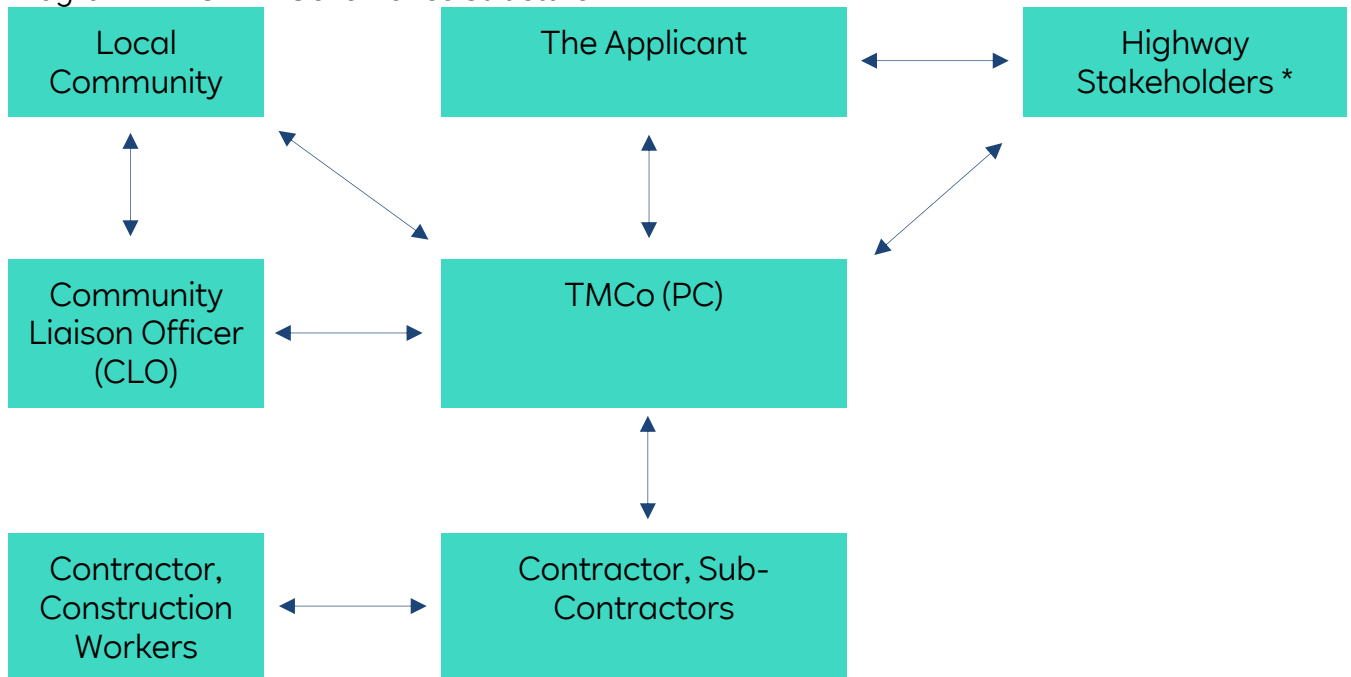 Local
Community
The Applicant
Highway
Stakeholders *
Community
Liaison Officer
(CLO)
TMCo (PC)
Contractor,
Construction
Workers
Contractor, Sub-
Contractors